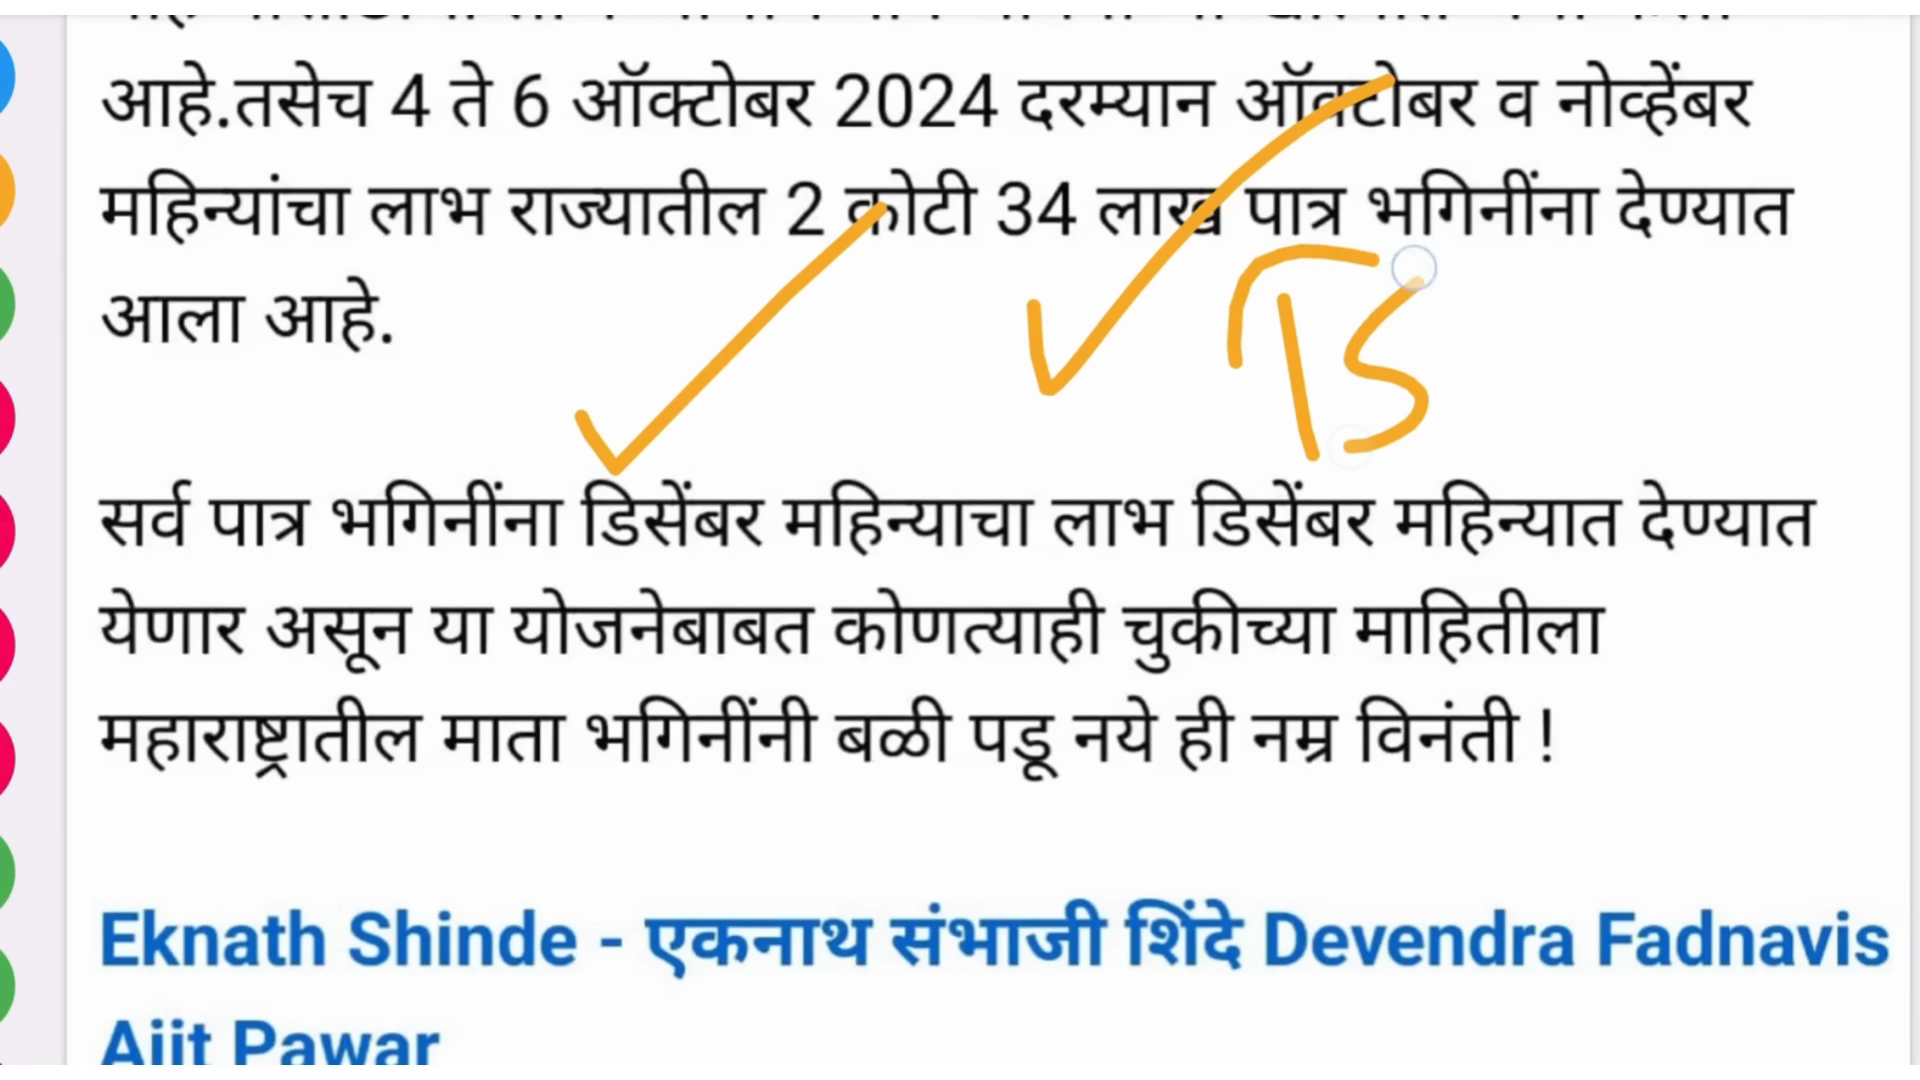 आहे.तसेच 4 ते 6 ऑक्टोबर 2024 दरम्यान ऑक्टोबर व नोव्हेंबर
महिन्यांचा लाभ राज्यातील 2 कोटी 34 लाख पात्र भगिनींना देण्यात
आला आहे.
सर्व पात्र भगिनींना डिसेंबर महिन्याचा लाभ डिसेंबर महिन्यात देण्यात
येणार असून या योजनेबाबत कोणत्याही चुकीच्या माहितीला
महाराष्ट्रातील माता भगिनींनी बळी पडू नये ही नम्र विनंती !
Eknath Shinde - एकनाथ संभाजी शिंदे Devendra Fadnavis
Ajit Pawar